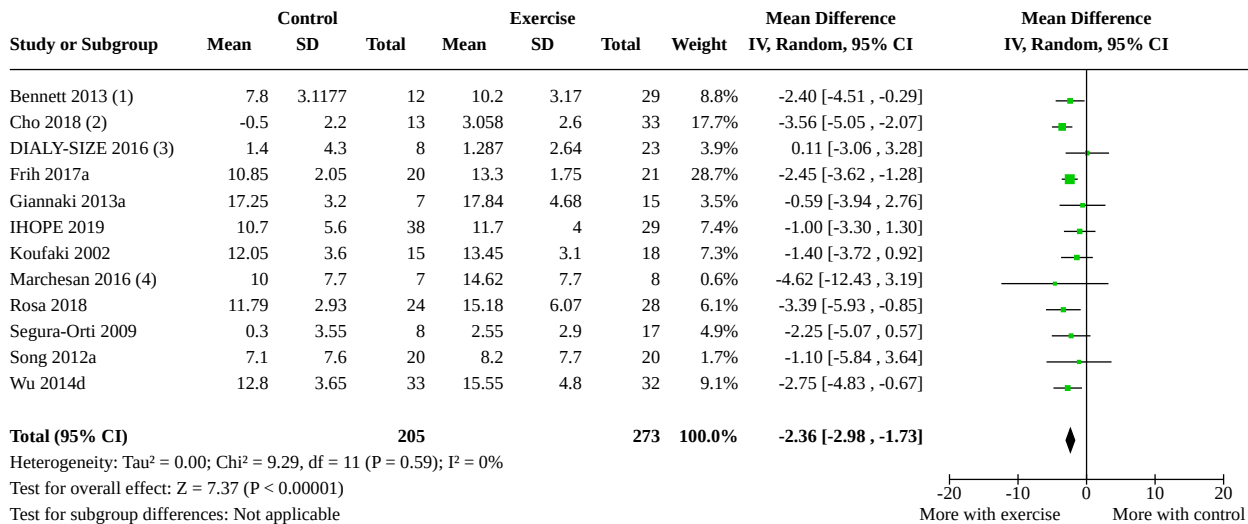 Control Exercise Mean Difference Mean Difference
Study or Subgroup Mean SD Total Mean SD Total Weight IV, Random, 95% CI IV, Random, 95% CI
Bennett 2013 (1) 7.8 3.1177 12 10.2 3.17 29 8.8% -2.40 [-4.51 , -0.29]
Cho 2018 (2) -0.5 2.2 13 3.058 2.6 33 17.7% -3.56 [-5.05 , -2.07]
DIALY-SIZE 2016 (3) 1.4 4.3 8 1.287 2.64 23 3.9% 0.11 [-3.06 , 3.28]
Frih 2017a 10.85 2.05 20 13.3 1.75 21 28.7% -2.45 [-3.62 , -1.28]
Giannaki 2013a 17.25 3.2 7 17.84 4.68 15 3.5% -0.59 [-3.94 , 2.76]
IHOPE 2019 10.7 5.6 38 11.7 4 29 7.4% -1.00 [-3.30 , 1.30]
Koufaki 2002 12.05 3.6 15 13.45 3.1 18 7.3% -1.40 [-3.72 , 0.92]
Marchesan 2016 (4) 10 7.7 7 14.62 7.7 8 0.6% -4.62 [-12.43 , 3.19]
Rosa 2018 11.79 2.93 24 15.18 6.07 28 6.1% -3.39 [-5.93 , -0.85]
Segura-Orti 2009 0.3 3.55 8 2.55 2.9 17 4.9% -2.25 [-5.07 , 0.57]
Song 2012a 7.1 7.6 20 8.2 7.7 20 1.7% -1.10 [-5.84 , 3.64]
Wu 2014d 12.8 3.65 33 15.55 4.8 32 9.1% -2.75 [-4.83 , -0.67]
Total (95% CI) 205 273 100.0% -2.36 [-2.98 , -1.73]
Heterogeneity: Tau² = 0.00; Chi² = 9.29, df = 11 (P = 0.59); I² = 0%
Test for overall effect: Z = 7.37 (P < 0.00001)
Test for subgroup differences: Not applicable
-20 -10 0 10 20
More with exercise More with control